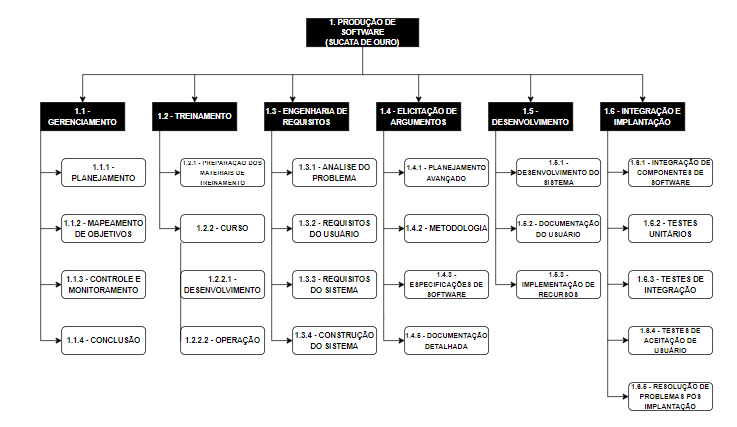 1. PRODUÇÃO DE
SOFTWARE
(SUCATA DE OURO)
1.1 -
GERENCIAMENTO
1.2 - TREINAMENTO
1.3 - ENGENHARIA DE
REQUISITOS
1.4 - ELICITAÇÃO DE
ARGUMENTOS
1.5 -
DESENVOLVIMENTO
1.6 - INTEGRAÇÃO E
IMPLANTAÇÃO
1.1.1 -
PLANEJAMENTO
1.2.1 - PREPARAÇÃO DOS
MATERIAIS DE
TREINAMENTO
1.3.1 - ANALISE DO
PROBLEMA
1.4.1 - PLANEJAMENTO
AVANÇADO
1.5.1 -
DESENVOLVIMENTO DO
SISTEMA
1.6.1 - INTEGRAÇÃO DE
COMPONENTES DE
SOFTWARE
1.1.2 - MAPEAMENTO
DE OBJETIVOS
1.2.2 - CURSO
1.3.2 - REQUISITOS
DO USUÁRIO
1.4.2 - METODOLOGIA
1.5.2 - DOCUMENTAÇÃO
DO USUÁRIO
1.6.2 - TESTES
UNITÁRIOS
1.1.3 - CONTROLE E
MONITORAMENTO
1.2.2.1 -
DESENVOLVIMENTO
1.3.3 - REQUISITOS
DO SISTEMA
1.4.3 -
ESPECIFICAÇÕES DE
SOFTWARE
1.5.3 -
IMPLEMENTAÇÃO DE
RECURSOS
1.6.3 - TESTES DE
INTEGRAÇÃO
1.1.4 - CONCLUSÃO
1.2.2.2 - OPERAÇÃO
1.3.4 - CONSTRUÇÃO
DO SISTEMA
1.4.5 - DOCUMENTAÇÃO
DETALHADA
1.6.4 - TESTES DE
ACEITAÇÃO DE
USUÁRIO
1.6.5 - RESOLUÇÃO DE
PROBLEMAS PÓS
IMPLANTAÇÃO